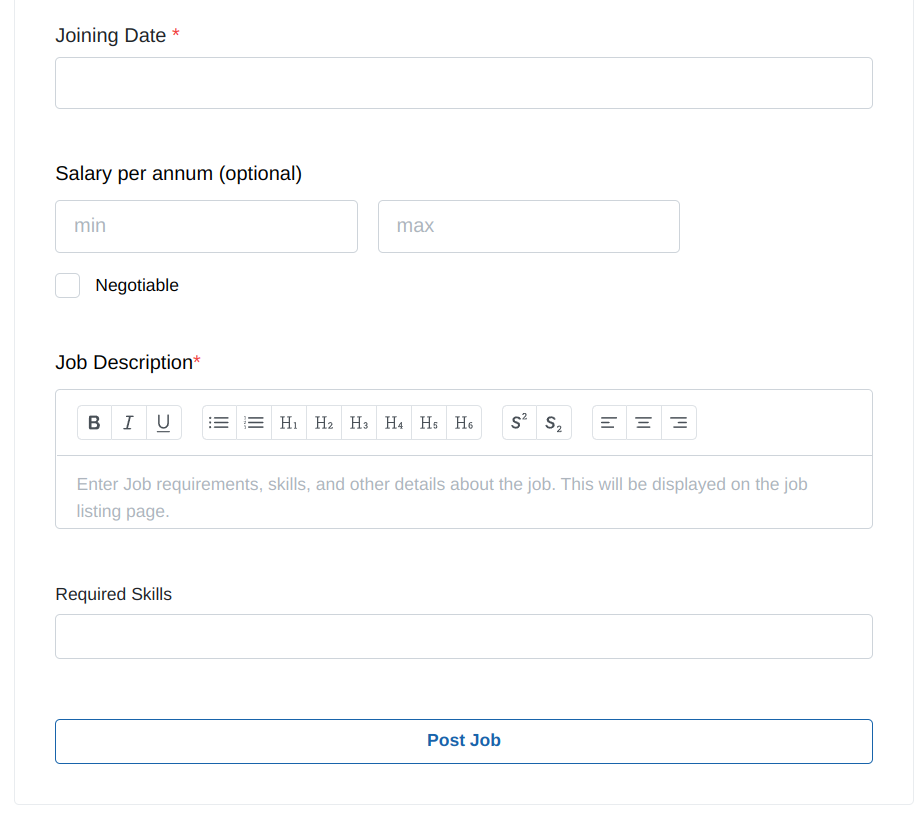 Joining Date *
Salary per annum (optional)
min max
Negotiable
Job Description*
B I U H1 H2 H3 H4 H5 H6 S2 S2
Enter Job requirements, skills, and other details about the job. This will be displayed on the job
listing page.
Required Skills
Post Job